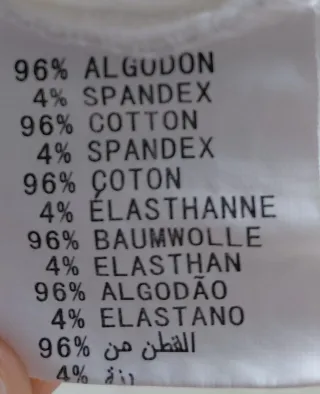 96% ALGODON
4% SPANDEX
96% COTTON
4% SPANDEX
96% ÇOTON
4% ÉLASTHANNE
96% BAUMWOLLE
4% ELASTHAN
96% ALGODÃO
4% ELASTANO
96% القطن من
4%